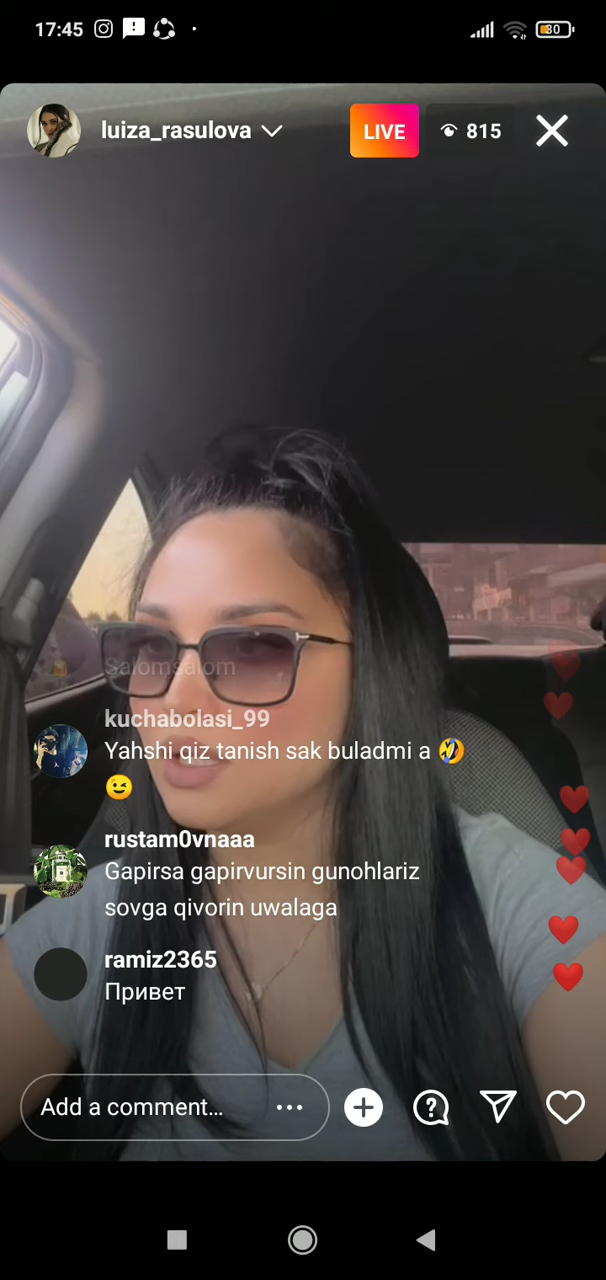 17:45
80
luiza_rasulova
LIVE
815
Salomsalom
kuchabolasi_99
Yahshi qiz tanish sak buladmi a 🤣
😉
rustam0vnaaa
Gapirsa gapirvursin gunohlariz
sovga qivorin uwalaga
ramiz2365
Привет
Add a comment...